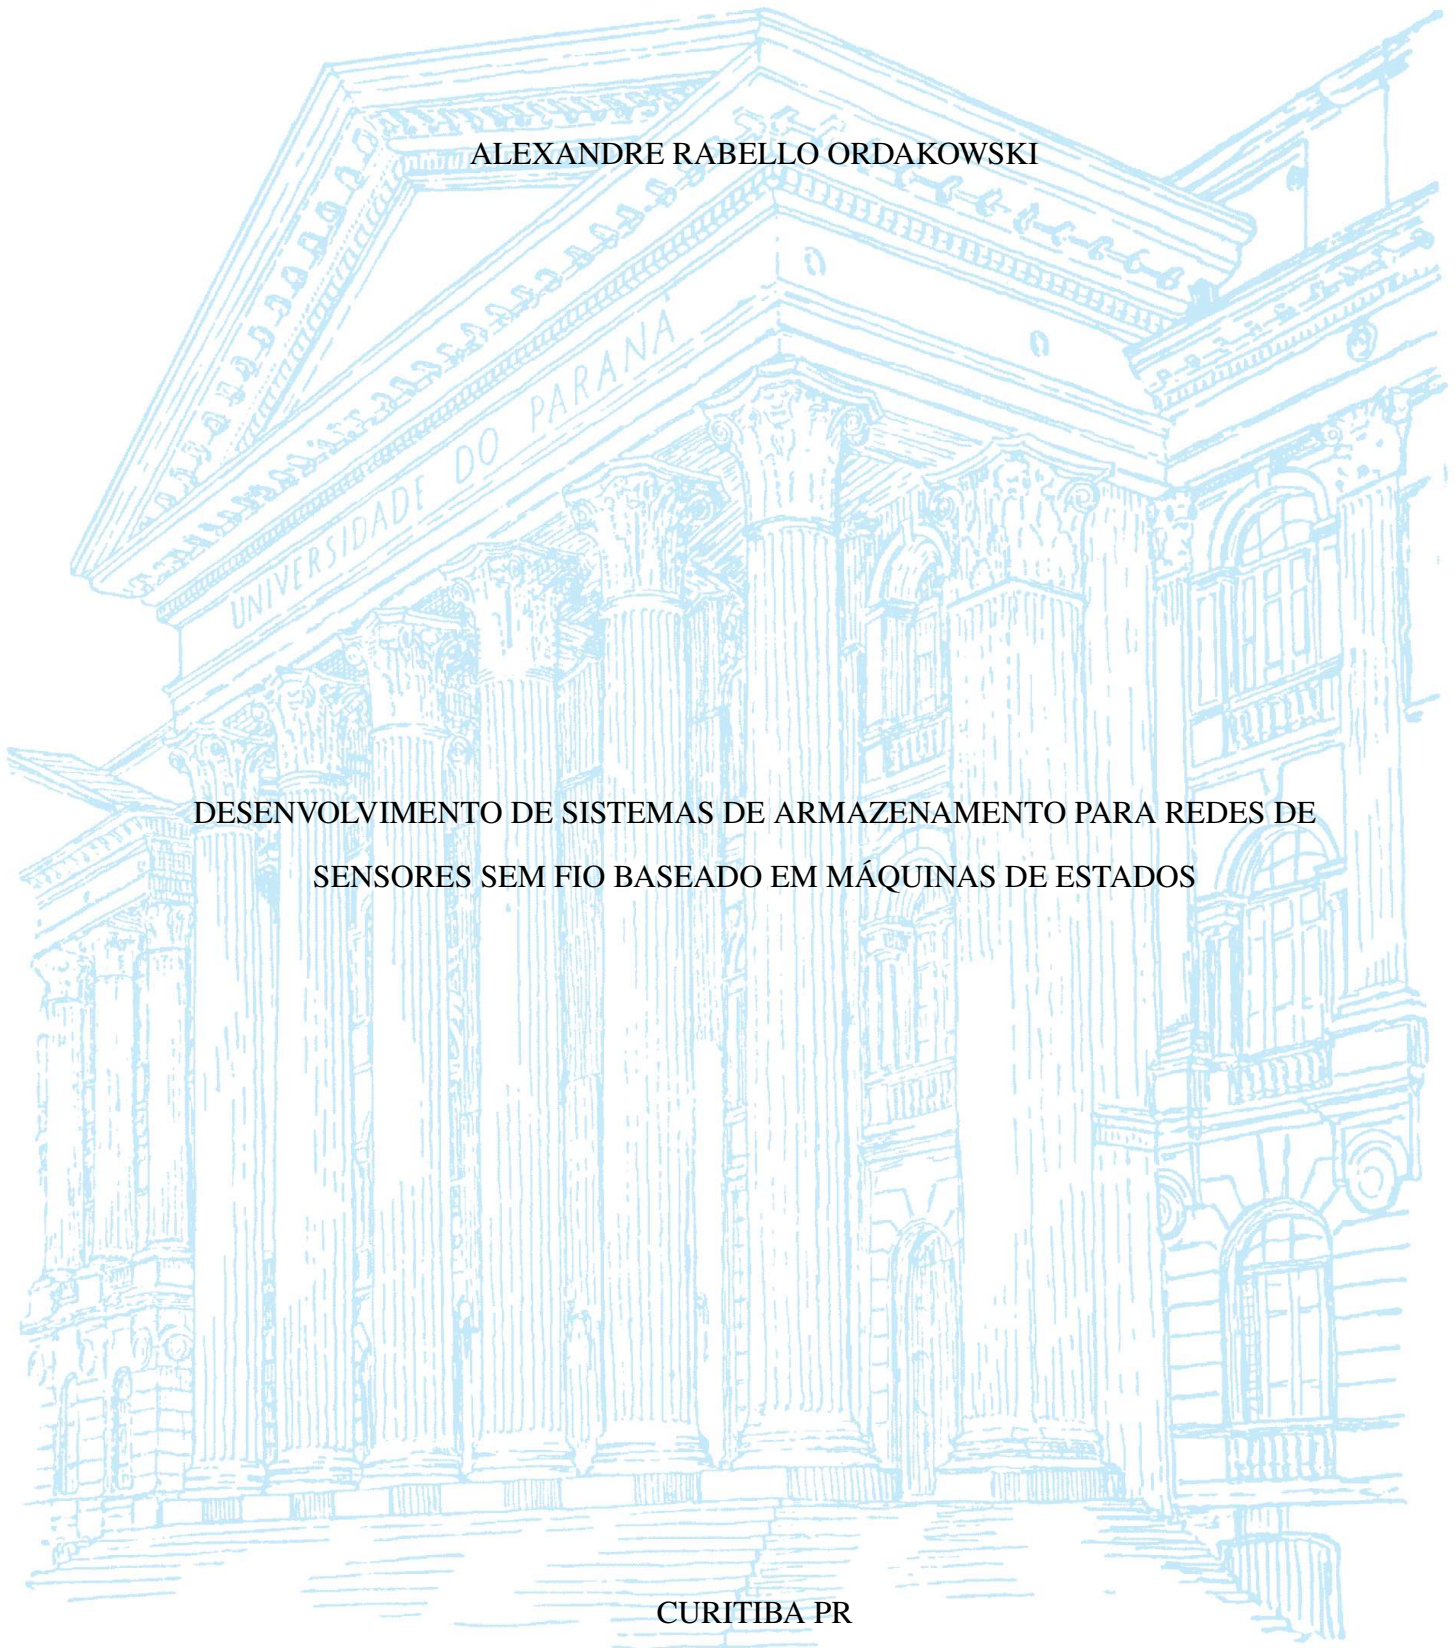 ALEXANDRE RABELLO ORDAKOWSKI
UNIVERSIDADE DO PARANÁ
DESENVOLVIMENTO DE SISTEMAS DE ARMAZENAMENTO PARA REDES DE
SENSORES SEM FIO BASEADO EM MÁQUINAS DE ESTADOS
CURITIBA PR